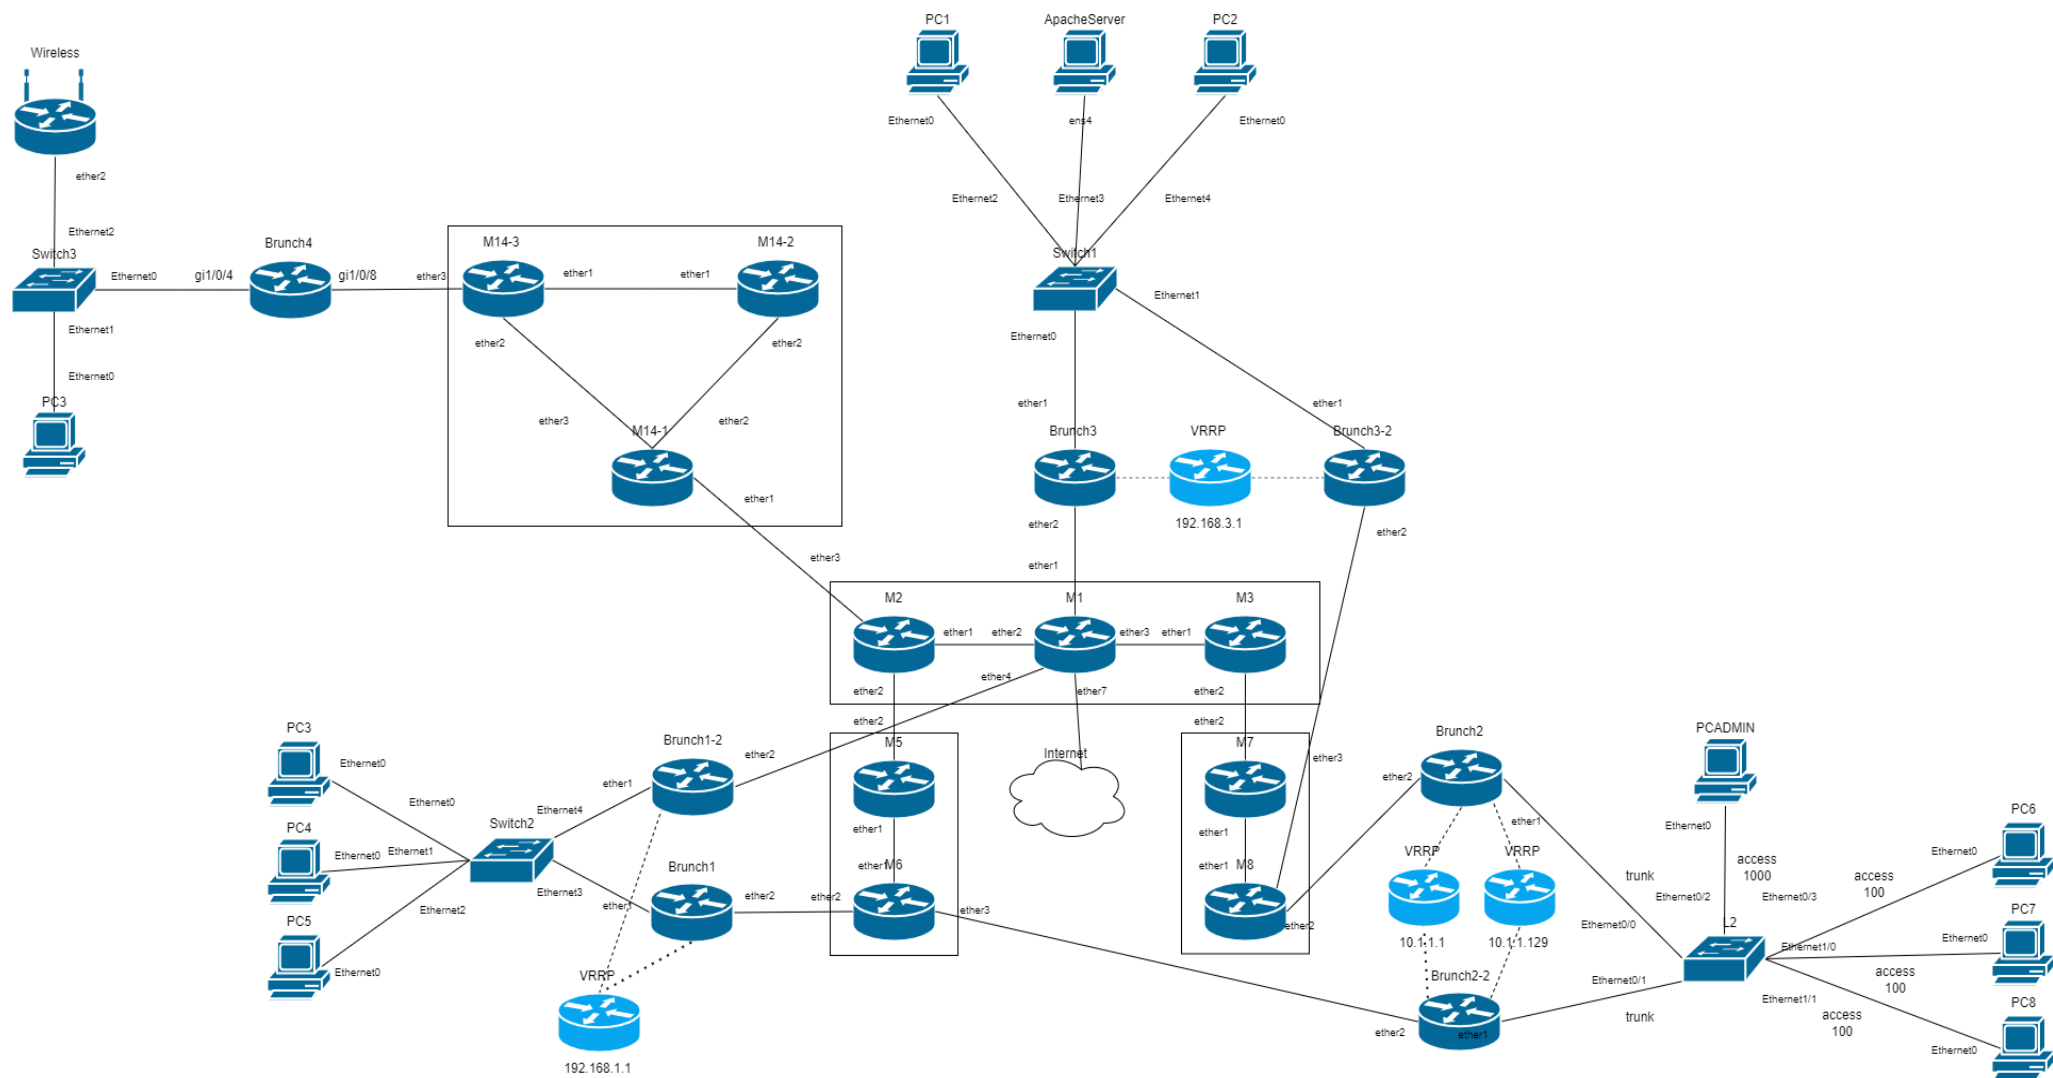 PC1
ApacheServer
PC2
Wireless
Ethernet0
ens4
Ethernet0
ether2
Ethernet2
Ethernet3
Ethernet4
Ethernet2
Switch3
Brunch4
M14-3
M14-2
Switch1
Ethernet0
gi1/0/4
gi1/0/8
ether3
ether1
ether1
Ethernet1
Ethernet1
ether2
ether2
Ethernet0
Ethernet0
PC3
ether1
ether1
ether3
ether2
M14-1
Brunch3
VRRP
Brunch3-2
ether1
ether2
192.168.3.1
ether2
ether3
ether1
M2
M1
M3
ether1
ether2
ether3
ether1
ether4
ether2
ether7
ether2
ether2
ether2
PC3
Brunch1-2
M5
Internet
M7
Brunch2
PCADMIN
Ethernet0
ether2
ether3
ether2
ether1
Ethernet0
Ethernet4
PC6
PC4
Switch2
ether1
ether1
ether1
Ethernet0
Ethernet0
Ethernet1
Ethernet0
VRRP
VRRP
access
1000
Brunch1
ether1
M6
ether1
M8
trunk
access
100
Ethernet3
ether1
ether2
ether2
ether3
Ethernet0/2
Ethernet0/3
PC5
Ethernet2
ether2
Ethernet0/0
L2
PC7
10.1.1.1
10.1.1.129
Ethernet1/0
Ethernet0
Ethernet0
VRRP
Brunch2-2
Ethernet0/1
access
100
Ethernet1/1
PC8
trunk
access
100
ether2
ether1
Ethernet0
192.168.1.1